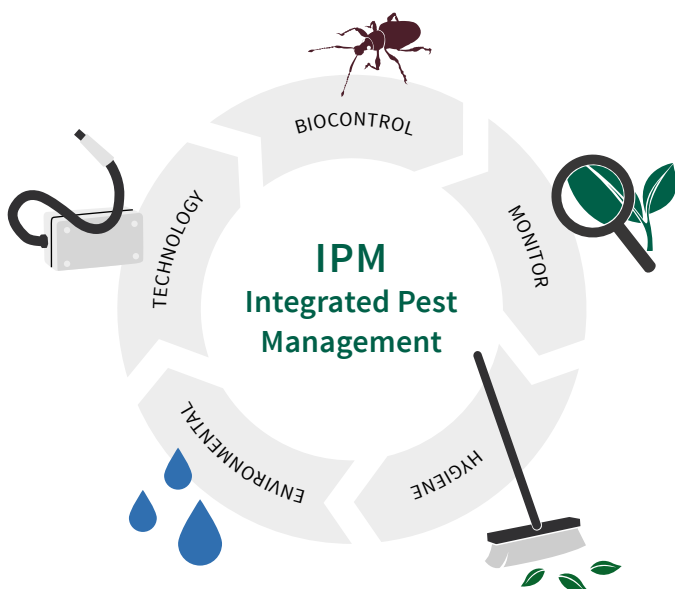 BIOCONTROL
MONITOR
HYGIENE
ENVIRONMENTAL
TECHNOLOGY
IPM
Integrated Pest
Management